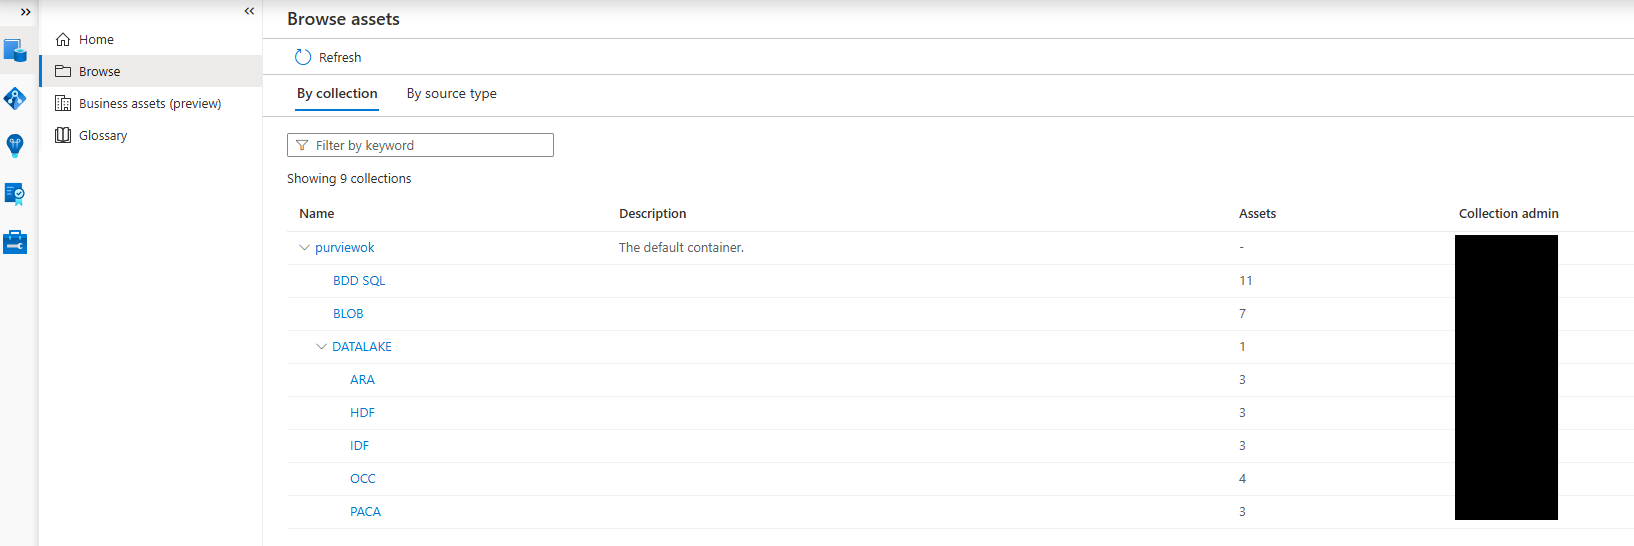 Browse assets
Home
Browse
Business assets (preview)
Glossary
Refresh
By collection By source type
Filter by keyword
Showing 9 collections
Name Description Assets Collection admin
purviewok The default container. -
BDD SQL 11
BLOB 7
DATALAKE 1
ARA 3
HDF 3
IDF 3
OCC 4
PACA 3